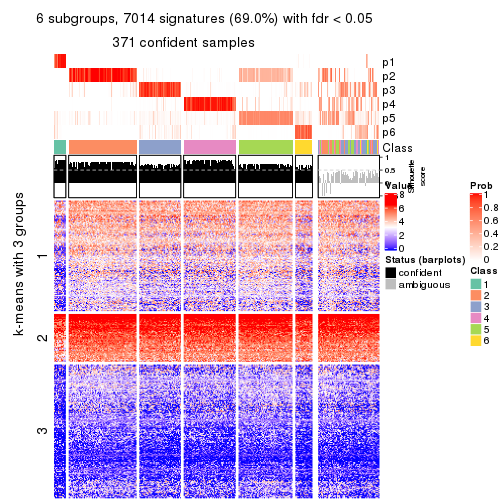 6 subgroups, 7014 signatures (69.0%) with fdr < 0.05
371 confident samples
p1
p2
p3
p4
p5
p6
Class
1
0.5
0
Silhouette
score
k-means with 3 groups
1
2
3
Value
8
6
4
2
0
Status (barplots)
confident
ambiguous
Prob
1
0.8
0.6
0.4
0.2
0
Class
1
2
3
4
5
6